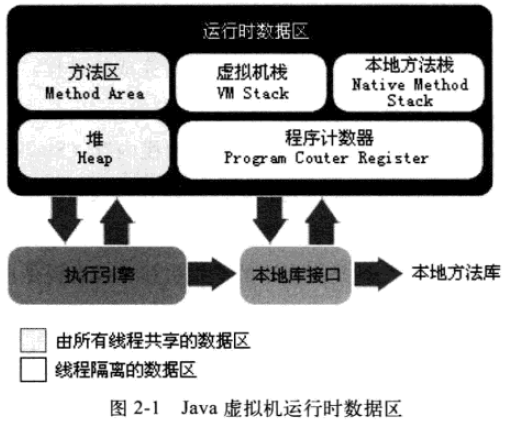 运行时数据区
方法区
Method Area
虚拟机栈
VM Stack
本地方法栈
Native Method
Stack
堆
Heap
程序计数器
Program Couter Register
执行引擎
本地库接口
本地方法库
由所有线程共享的数据区
线程隔离的数据区
图 2-1 Java 虚拟机运行时数据区